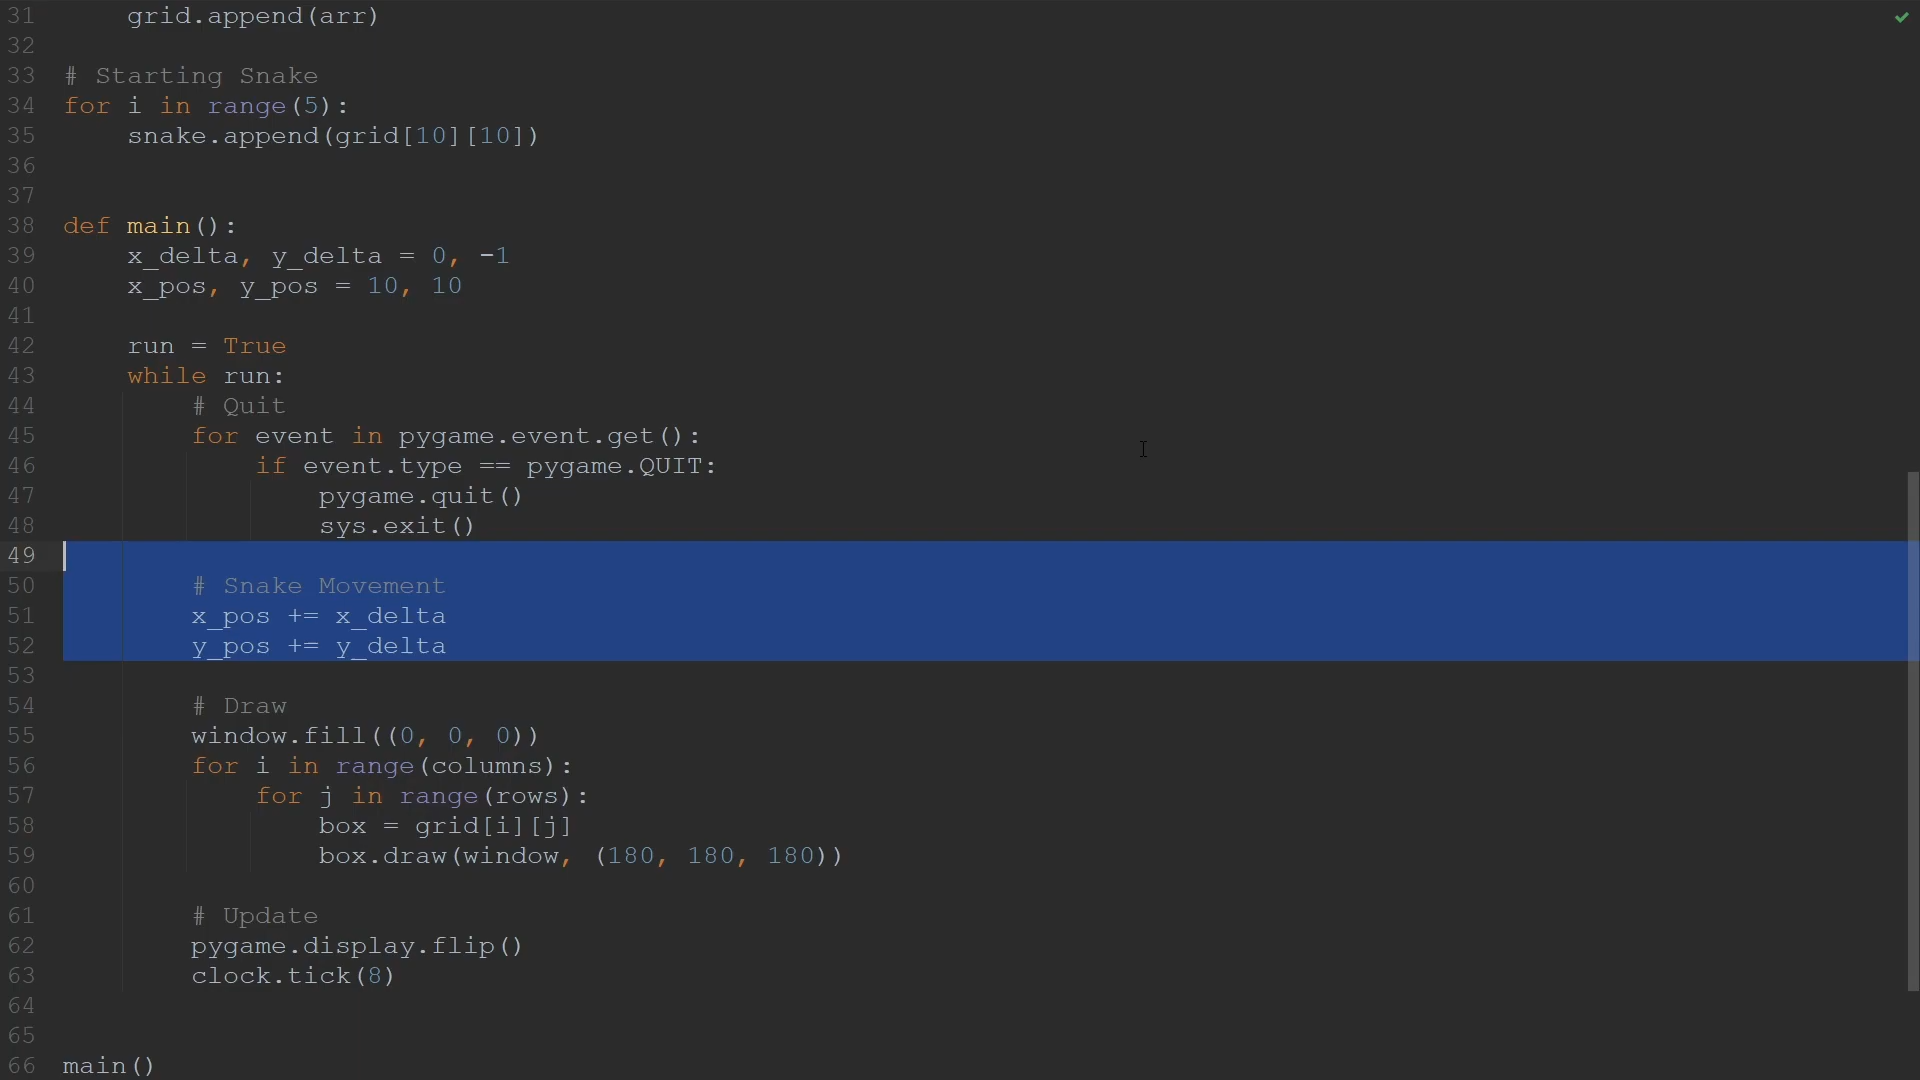 31 grid.append(arr)
32
33 # Starting Snake
34 for i in range(5):
35 snake.append(grid[10][10])
36
37
38 def main():
39 x_delta, y_delta = 0, -1
40 x_pos, y_pos = 10, 10
41
42 run = True
43 while run:
44 # Quit
45 for event in pygame.event.get():
46 if event.type == pygame.QUIT:
47 pygame.quit()
48 sys.exit()
49
50 # Snake Movement
51 x_pos += x_delta
52 y_pos += y_delta
53
54 # Draw
55 window.fill((0, 0, 0))
56 for i in range(columns):
57 for j in range(rows):
58 box = grid[i][j]
59 box.draw(window, (180, 180, 180))
60
61 # Update
62 pygame.display.flip()
63 clock.tick(8)
64
65
66 main()